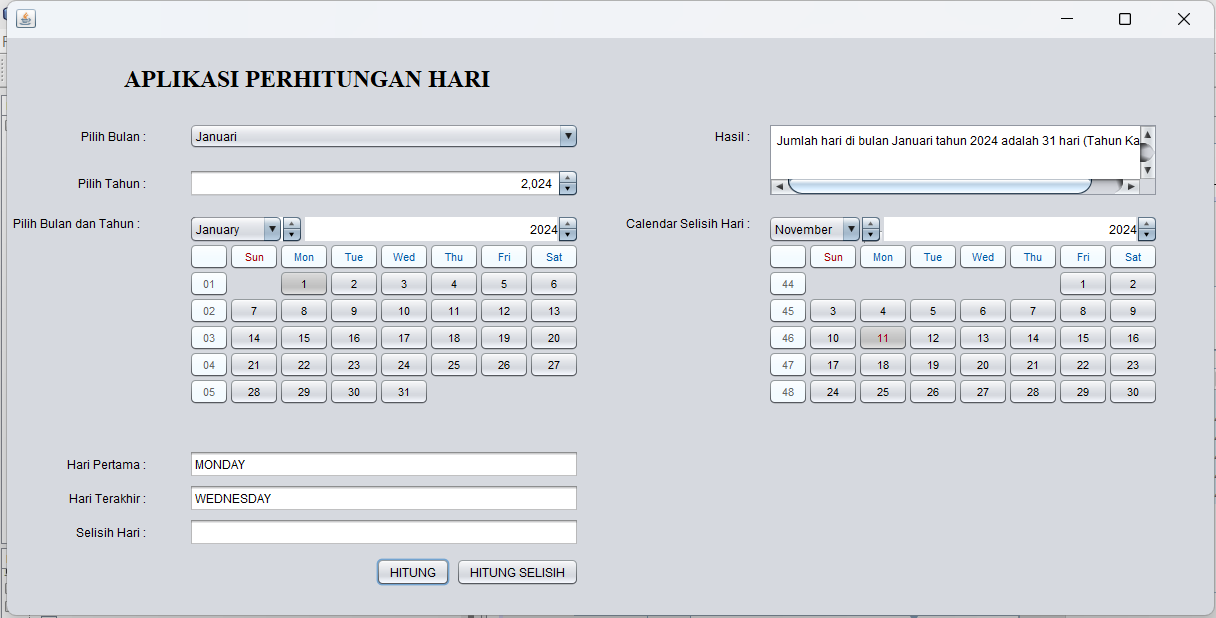 APLIKASI PERHITUNGAN HARI
Pilih Bulan : Januari
Hasil : Jumlah hari di bulan Januari tahun 2024 adalah 31 hari (Tahun Ka
Pilih Tahun : 2,024
Pilih Bulan dan Tahun : January 2024
Sun Mon Tue Wed Thu Fri Sat
01 1 2 3 4 5 6
02 7 8 9 10 11 12 13
03 14 15 16 17 18 19 20
04 21 22 23 24 25 26 27
05 28 29 30 31
Calendar Selisih Hari : November 2024
Sun Mon Tue Wed Thu Fri Sat
44 1 2
45 3 4 5 6 7 8 9
46 10 11 12 13 14 15 16
47 17 18 19 20 21 22 23
48 24 25 26 27 28 29 30
Hari Pertama : MONDAY
Hari Terakhir : WEDNESDAY
Selisih Hari :
HITUNG HITUNG SELISIH